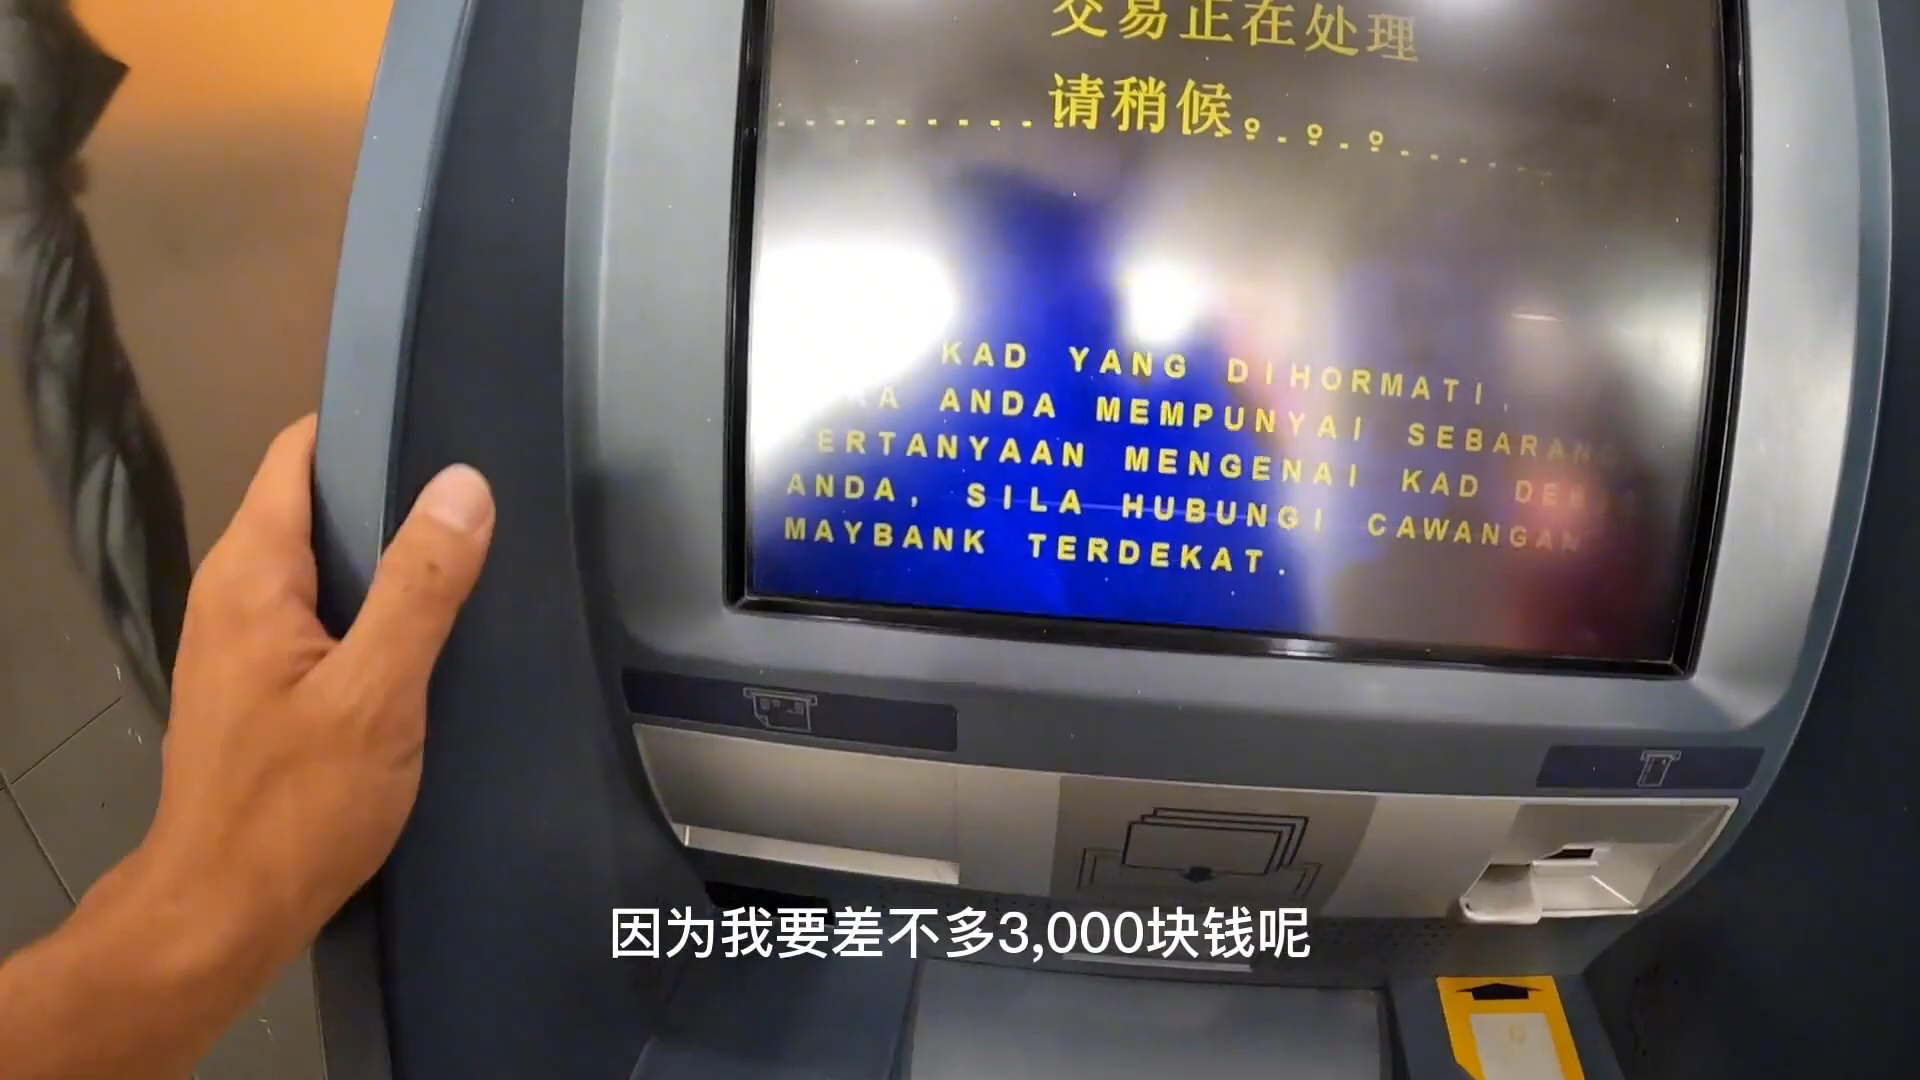 交易正在处理
请稍候。。。
KAD YANG DIHORMATI,
ANDA MEMPUNYAI SEBARANG
ERTANYAAN MENGENAI KAD
ANDA, SILA HUBUNGI CAWANGAN
MAYBANK TERDEKAT.
因为我要差不多3,000块钱呢